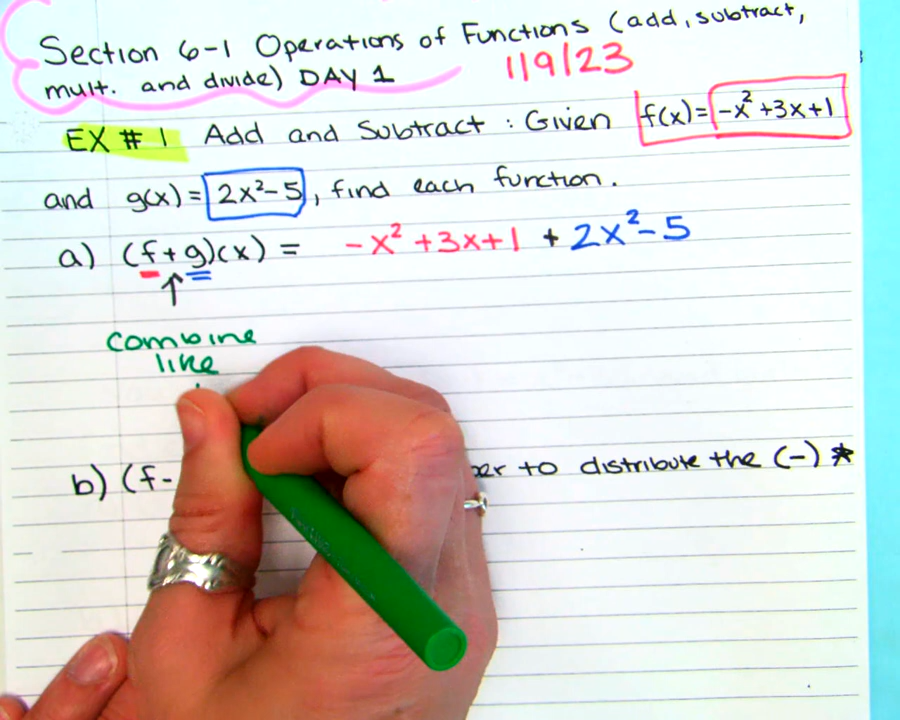 Section 6-1 Operations of Functions (add, subtract,
mult. and divide) DAY 1 1/9/23
EX # 1 Add and Subtract : Given f(x)= -x² +3x+1
and g(x) = 2x²-5, find each function.
a) (f+g)(x) = -x² +3x+1 + 2x²-5
↑
combine
like
b) (f- to distribute the (-) *